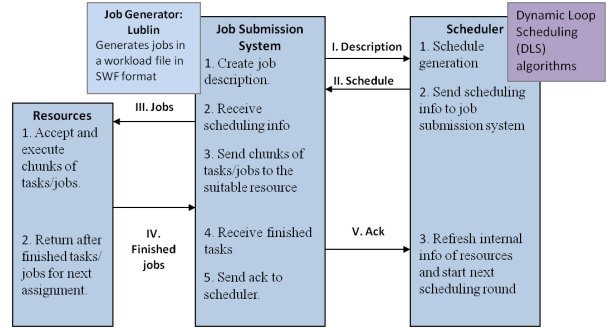 Job Generator:
Lublin
Generates jobs in
a workload file in
SWF format
Job Submission
System
1. Create job
description.
2. Receive
scheduling info
3. Send chunks of
tasks/jobs to the
suitable resource
4. Receive finished
tasks
5. Send ack to
scheduler.
I. Description
II. Schedule
III. Jobs
IV.
Finished
jobs
V. Ack
Scheduler
1. Schedule
generation
2. Send scheduling
info to job
submission system
3. Refresh internal
info of resources
and start next
scheduling round
Dynamic Loop
Scheduling
(DLS)
algorithms
Resources
1. Accept and
execute
chunks of
tasks/jobs.
2. Return after
finished tasks/
jobs for next
assignment.